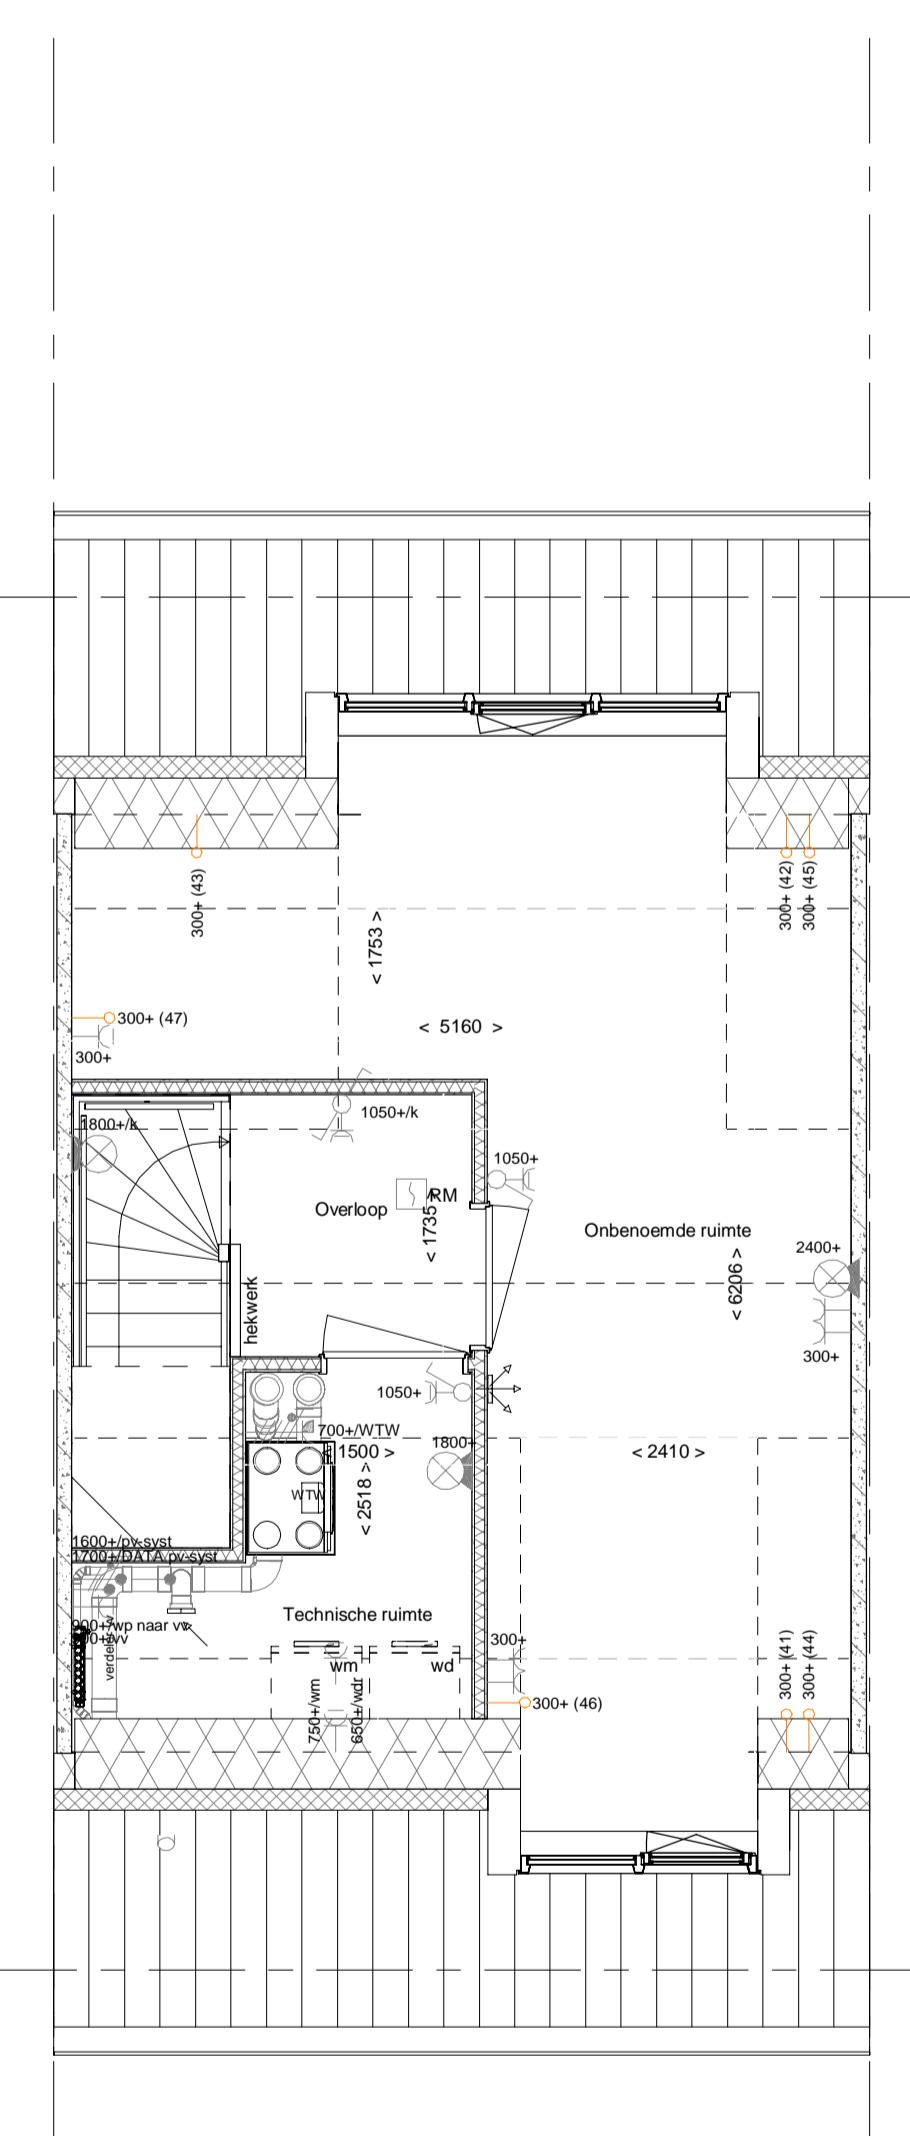 300+ (43)
300+ (42)
300+ (45)
< 1753 >
300+ (47)
< 5160 >
300+
1050+/k
1800+/k
1050+
RM
Overloop
< 1735 >
Onbenoemde ruimte
2400+
< 6206 >
hekwerk
300+
1050+
700+/WTW
1800+
< 1500 >
< 2410 >
< 2518 >
WTW
1600+/pv-syst
1700+/DATA pv-syst
Technische ruimte
900+/wp naar vv
verdeler
300+
wm
wd
300+ (41)
300+ (44)
750+/wm
650+/wdr
300+ (46)